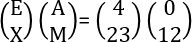 (E X) (A M) = (4 23) (0 12)